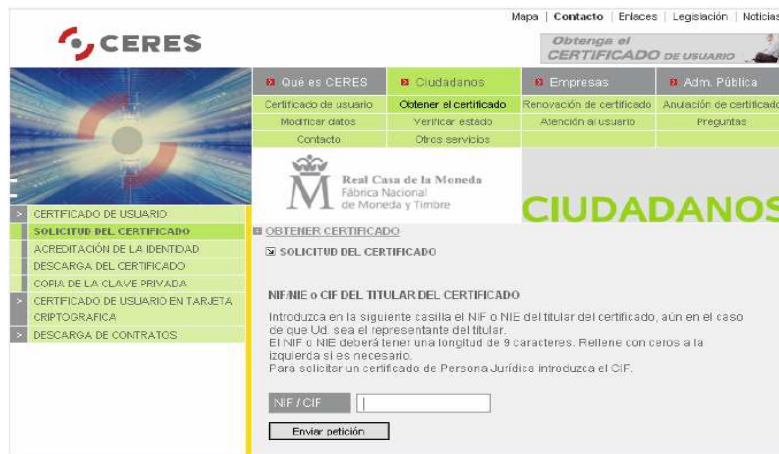 Mapa | Contacto | Enlaces | Legislación | Noticias
CERES
Obtenga el
CERTIFICADO DE USUARIO
Qué es CERES
Ciudadanos
Empresas
Adm. Pública
Certificado de usuario
Obtener el certificado
Renovación de certificado
Anulación de certificado
Modificar datos
Verificar estado
Atención al usuario
Preguntas
Contacto
Otros servicios
M
Real Casa de la Moneda
Fábrica Nacional
de Moneda y Timbre
CIUDADANOS
> CERTIFICADO DE USUARIO
SOLICITUD DEL CERTIFICADO
ACREDITACIÓN DE LA IDENTIDAD
DESCARGA DEL CERTIFICADO
COPIA DE LA CLAVE PRIVADA
> CERTIFICADO DE USUARIO EN TARJETA
CRIPTOGRAFICA
> DESCARGA DE CONTRATOS
OBTENER CERTIFICADO
SOLICITUD DEL CERTIFICADO
NIF/NIE o CIF DEL TITULAR DEL CERTIFICADO
Introduzca en la siguiente casilla el NIF o NIE del titular del certificado, aún en el caso
de que Ud. sea el representante del titular.
El NIF o NIE deberá tener una longitud de 9 caracteres. Rellene con ceros a la
izquierda si es necesario.
Para solicitar un certificado de Persona Jurídica introduzca el CIF.
NIF / CIF
Enviar petición